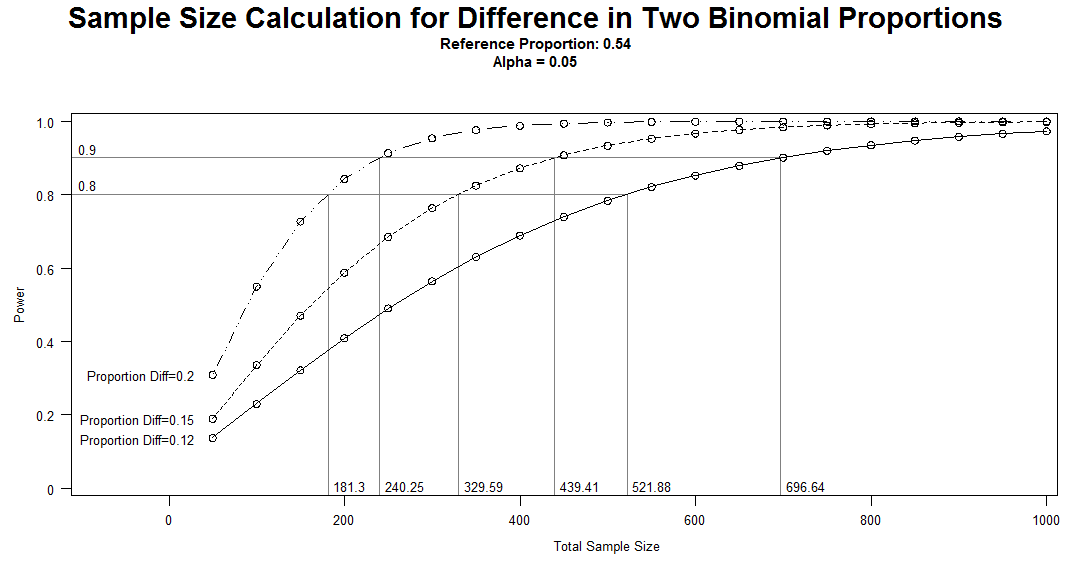 Sample Size Calculation for Difference in Two Binomial Proportions
Reference Proportion: 0.54
Alpha = 0.05
1.0
0.9
0.8
0.8
0.6
Power
0.4
Proportion Diff=0.2
0.2
Proportion Diff=0.15
Proportion Diff=0.12
0
181.3 240.25 329.59 439.41 521.88 696.64
0 200 400 600 800 1000
Total Sample Size